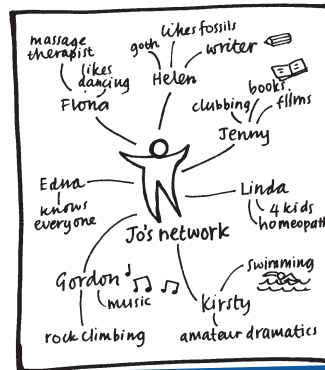 massage
therapist
likes
dancing
Fiona
goth
likes fossils
writer
Helen
books
clubbing
films
Jenny
Edna
knows
everyone
Linda
4 kids
homeopath
Jo's network
Gordon
music
rock climbing
swimming
Kirsty
amateur dramatics